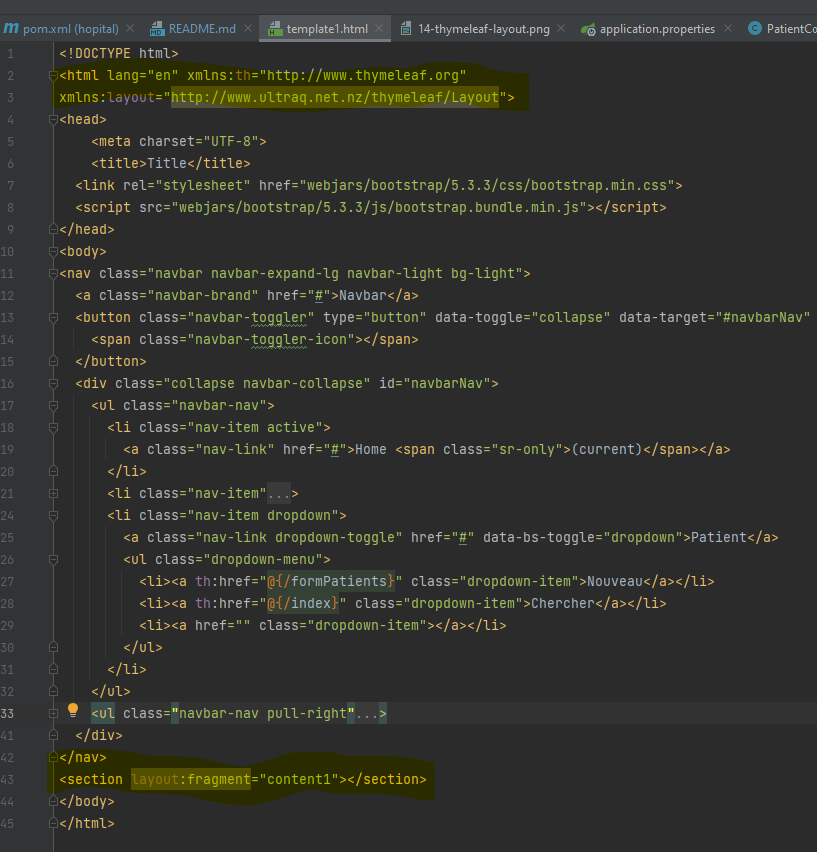 pom.xml (hopital) × README.md × template1.html × 14-thymeleaf-layout.png × application.properties × PatientCo
1 <!DOCTYPE html>
2 <html lang="en" xmlns:th="http://www.thymeleaf.org"
3 xmlns:layout="http://www.ultraq.net.nz/thymeleaf/Layout">
4 <head>
5     <meta charset="UTF-8">
6     <title>Title</title>
7   <link rel="stylesheet" href="webjars/bootstrap/5.3.3/css/bootstrap.min.css">
8   <script src="webjars/bootstrap/5.3.3/js/bootstrap.bundle.min.js"></script>
9 </head>
10 <body>
11 <nav class="navbar navbar-expand-lg navbar-light bg-light">
12   <a class="navbar-brand" href="#">Navbar</a>
13   <button class="navbar-toggler" type="button" data-toggle="collapse" data-target="#navbarNav"
14     <span class="navbar-toggler-icon"></span>
15   </button>
16   <div class="collapse navbar-collapse" id="navbarNav">
17     <ul class="navbar-nav">
18       <li class="nav-item active">
19         <a class="nav-link" href="#">Home <span class="sr-only">(current)</span></a>
20       </li>
21       <li class="nav-item"...>
24       <li class="nav-item dropdown">
25         <a class="nav-link dropdown-toggle" href="#" data-bs-toggle="dropdown">Patient</a>
26         <ul class="dropdown-menu">
27           <li><a th:href="@{/formPatients}" class="dropdown-item">Nouveau</a></li>
28           <li><a th:href="@{/index}" class="dropdown-item">Chercher</a></li>
29           <li><a href="" class="dropdown-item"></a></li>
30         </ul>
31       </li>
32     </ul>
33     <ul class="navbar-nav pull-right"...>
41   </div>
42 </nav>
43 <section layout:fragment="content1"></section>
44 </body>
45 </html>